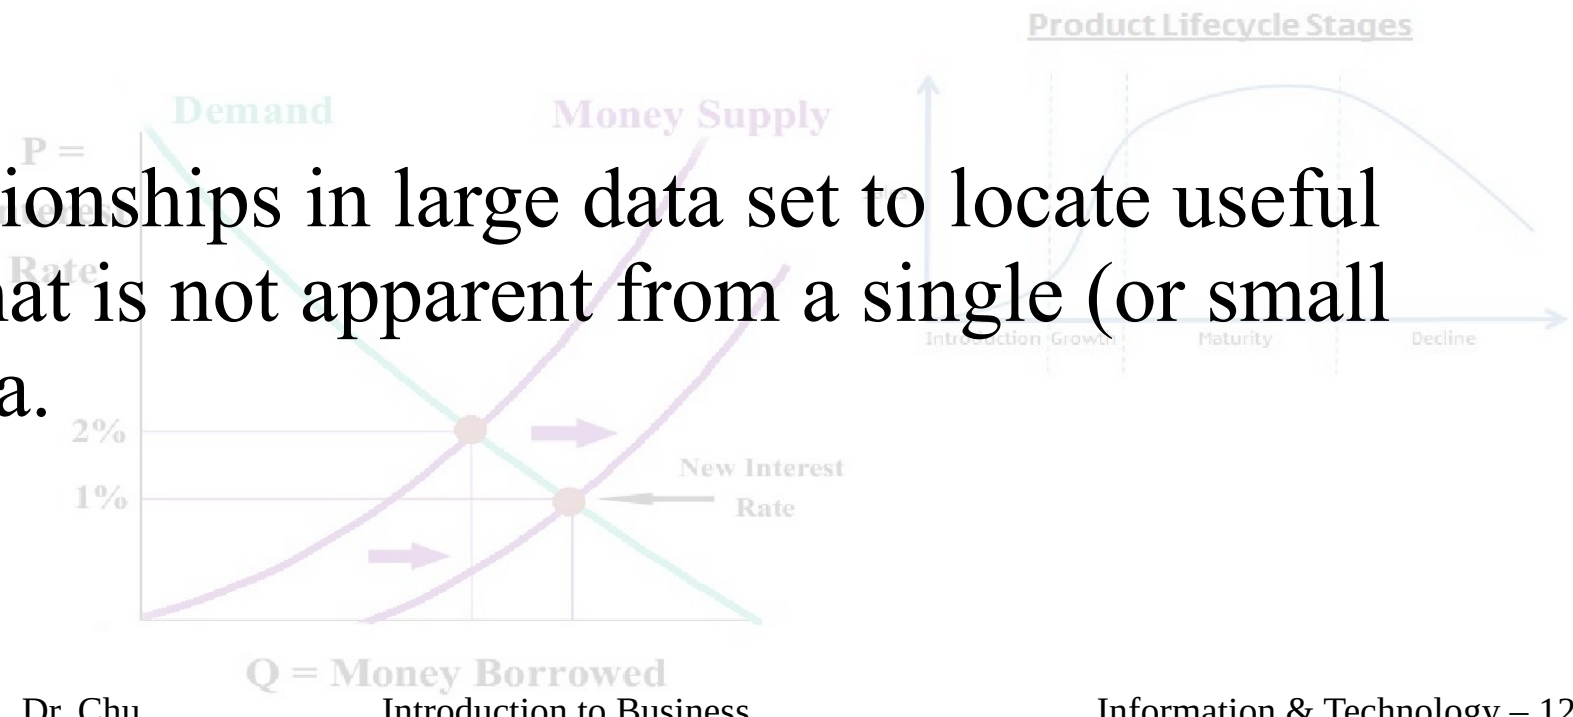 Product Lifecycle Stages
Demand
Money Supply
P =
Rate
ionships in large data set to locate useful
hat is not apparent from a single (or small
a.
Introduction Growth Maturity Decline
2%
1%
New Interest
Rate
Q = Money Borrowed
Dr. Chu Introduction to Business Information & Technology – 12